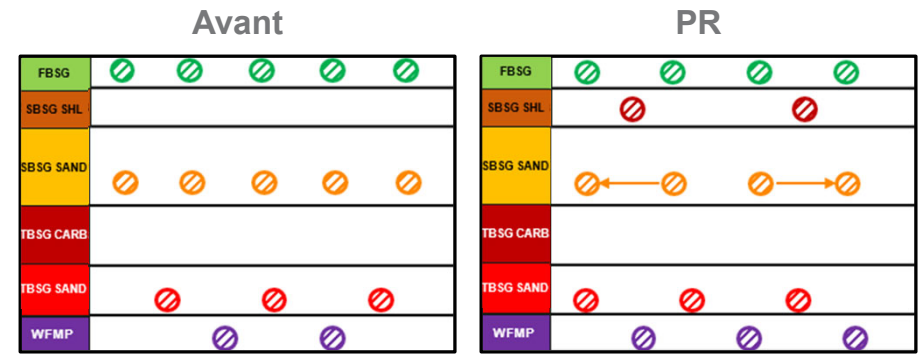 Avant
FBSG
SBSG SHL
SBSG SAND
TBSG CARB
TBSG SAND
WFMP
PR
FBSG
SBSG SHL
SBSG SAND
TBSG CARB
TBSG SAND
WFMP